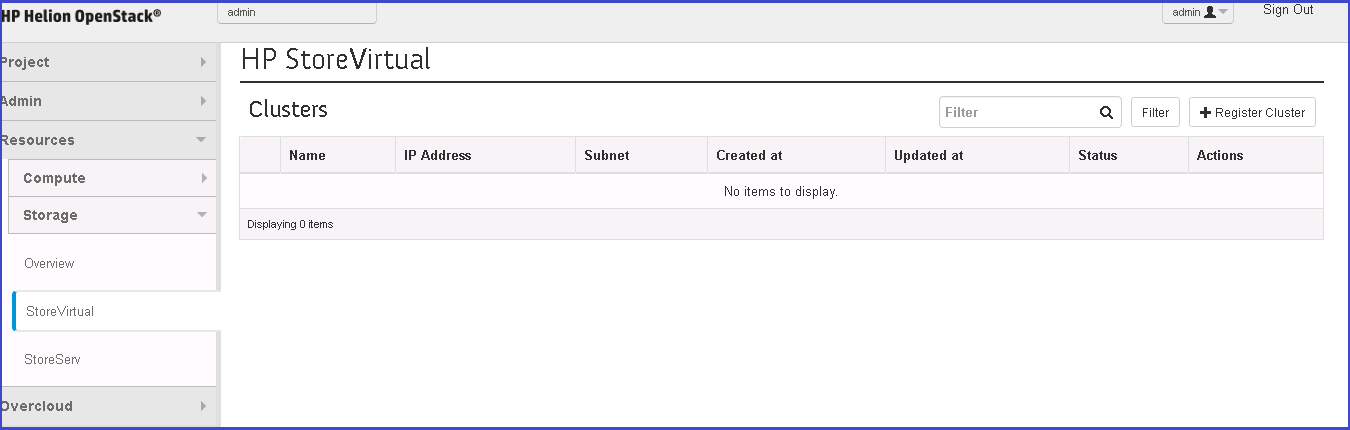 HP Helion OpenStack®
admin
admin
Sign Out
Project
Admin
Resources
Compute
Storage
Overview
StoreVirtual
StoreServ
Overcloud
HP StoreVirtual
Clusters
Filter
Filter
Register Cluster
Name IP Address Subnet Created at Updated at Status Actions
No items to display.
Displaying 0 items